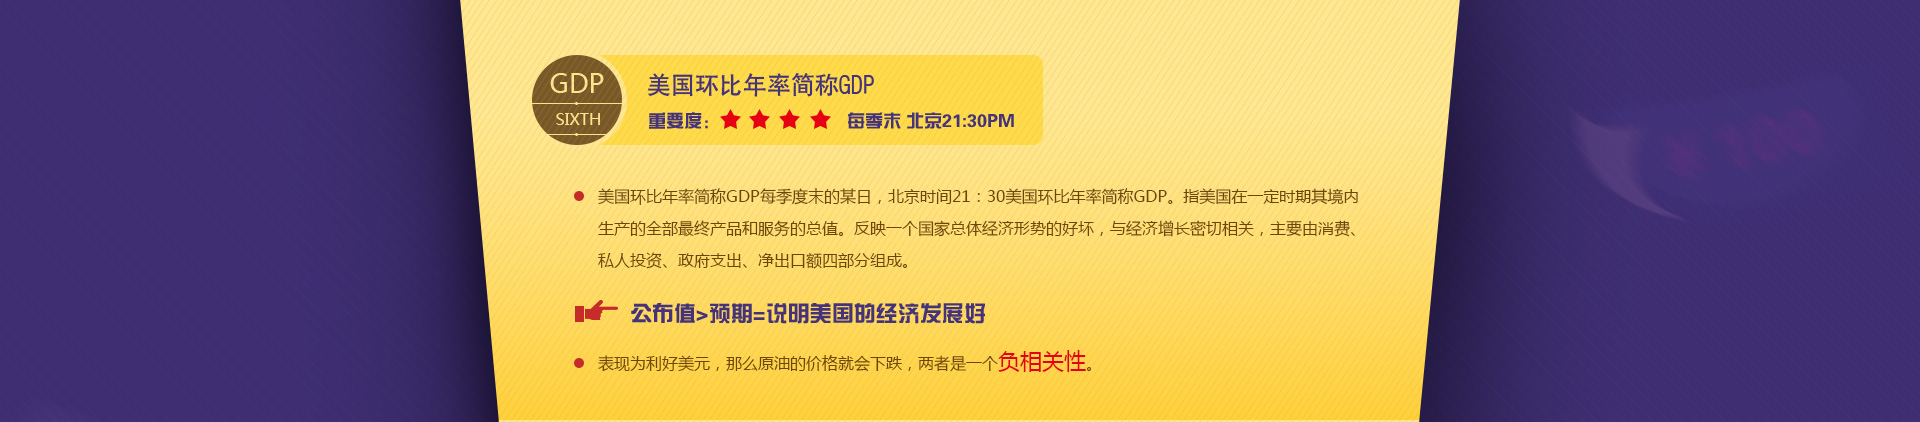 GDP
SIXTH
美国环比年率简称GDP
重要度：★ ★ ★ ★ 每季末 北京21:30PM
美国环比年率简称GDP每季度末的某日，北京时间21：30美国环比年率简称GDP。指美国在一定时期其境内
生产的全部最终产品和服务的总值。反映一个国家总体经济形势的好坏，与经济增长密切相关，主要由消费、
私人投资、政府支出、净出口额四部分组成。
公布值>预期=说明美国的经济发展好
表现为利好美元，那么原油的价格就会下跌，两者是一个负相关性。